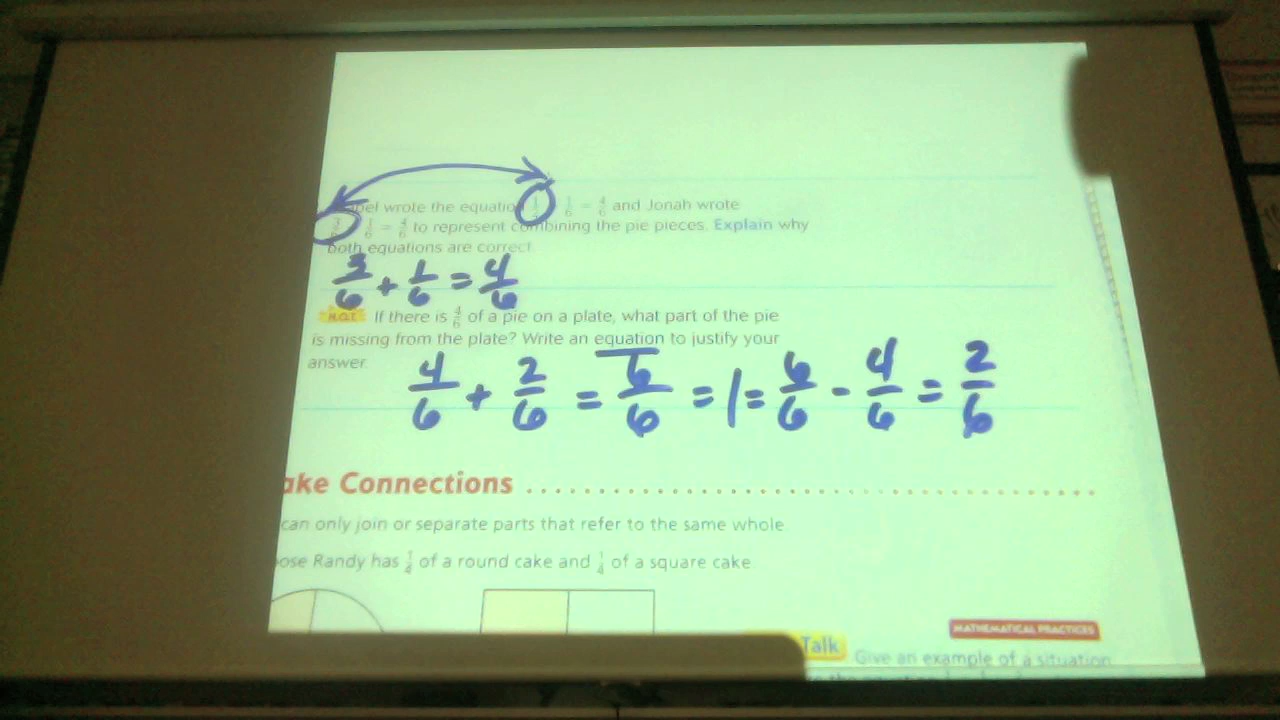 wrote the equation 1/6 = 4/6 and Jonah wrote
1/6 = 4/6 to represent combining the pie pieces. Explain why
both equations are correct.
3/6 + 1/6 = 4/6
H.O.T. If there is 4/6 of a pie on a plate, what part of the pie
is missing from the plate? Write an equation to justify your
answer.
4/6 + 2/6 = 6/6 = 1 = 6/6 - 4/6 = 2/6
ake Connections
can only join or separate parts that refer to the same whole
ose Randy has 1/4 of a round cake and 1/4 of a square cake
MATHEMATICAL PRACTICES
Talk Give an example of a situation